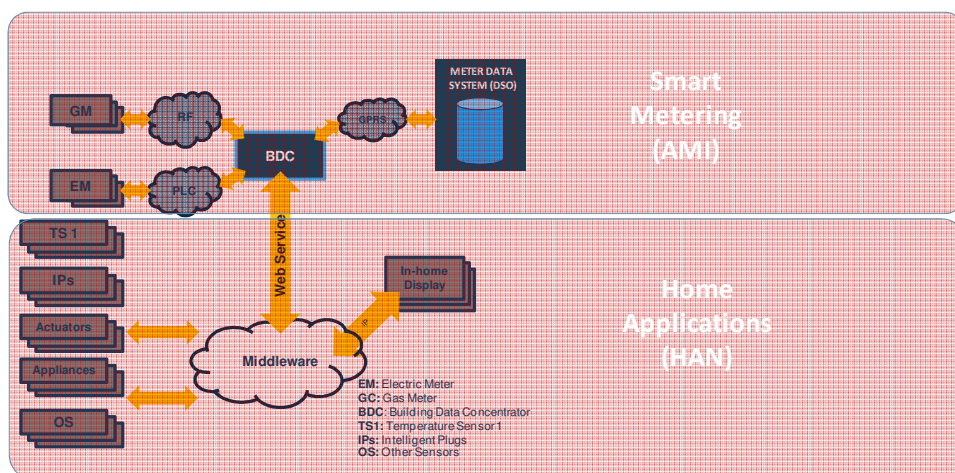 METER DATA
SYSTEM (DSO)
Smart
Metering
(AMI)
GM
RF
GPRS
BDC
EM
PLC
TS 1
Web Service
IPs
In-home
Display
Home
Applications
(HAN)
Actuators
IP
Middleware
Appliances
EM: Electric Meter
GC: Gas Meter
BDC: Building Data Concentrator
TS1: Temperature Sensor1
IPs: Intelligent Plugs
OS: Other Sensors
OS